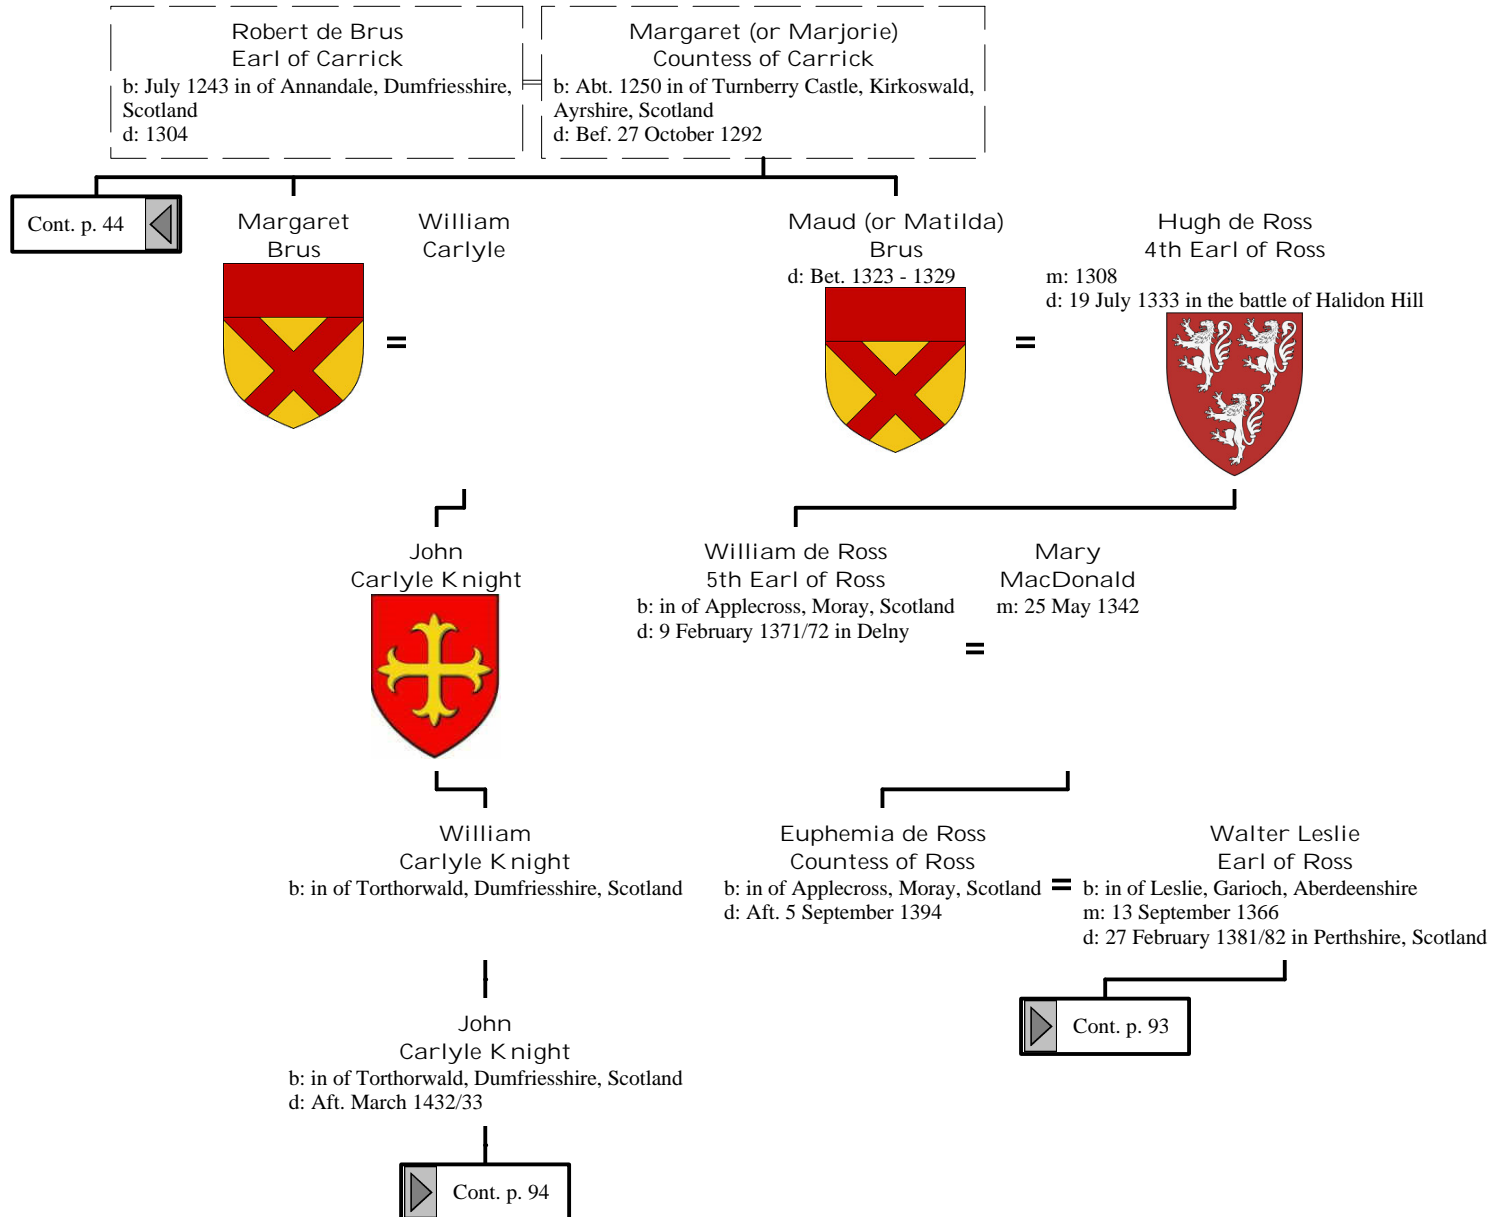 Robert de Brus
Earl of Carrick
b: July 1243 in of Annandale, Dumfriesshire,
Scotland
d: 1304
Margaret (or Marjorie)
Countess of Carrick
b: Abt. 1250 in of Turnberry Castle, Kirkoswald,
Ayrshire, Scotland
d: Bef. 27 October 1292
Cont. p. 44
Margaret
Brus
=
William
Carlyle
Maud (or Matilda)
Brus
d: Bet. 1323 - 1329
=
Hugh de Ross
4th Earl of Ross
m: 1308
d: 19 July 1333 in the battle of Halidon Hill
John
Carlyle Knight
William de Ross
5th Earl of Ross
b: in of Applecross, Moray, Scotland
d: 9 February 1371/72 in Delny
=
Mary
MacDonald
m: 25 May 1342
William
Carlyle Knight
b: in of Torthorwald, Dumfriesshire, Scotland
Euphemia de Ross
Countess of Ross
b: in of Applecross, Moray, Scotland
d: Aft. 5 September 1394
=
Walter Leslie
Earl of Ross
b: in of Leslie, Garioch, Aberdeenshire
m: 13 September 1366
d: 27 February 1381/82 in Perthshire, Scotland
John
Carlyle Knight
b: in of Torthorwald, Dumfriesshire, Scotland
d: Aft. March 1432/33
Cont. p. 93
Cont. p. 94